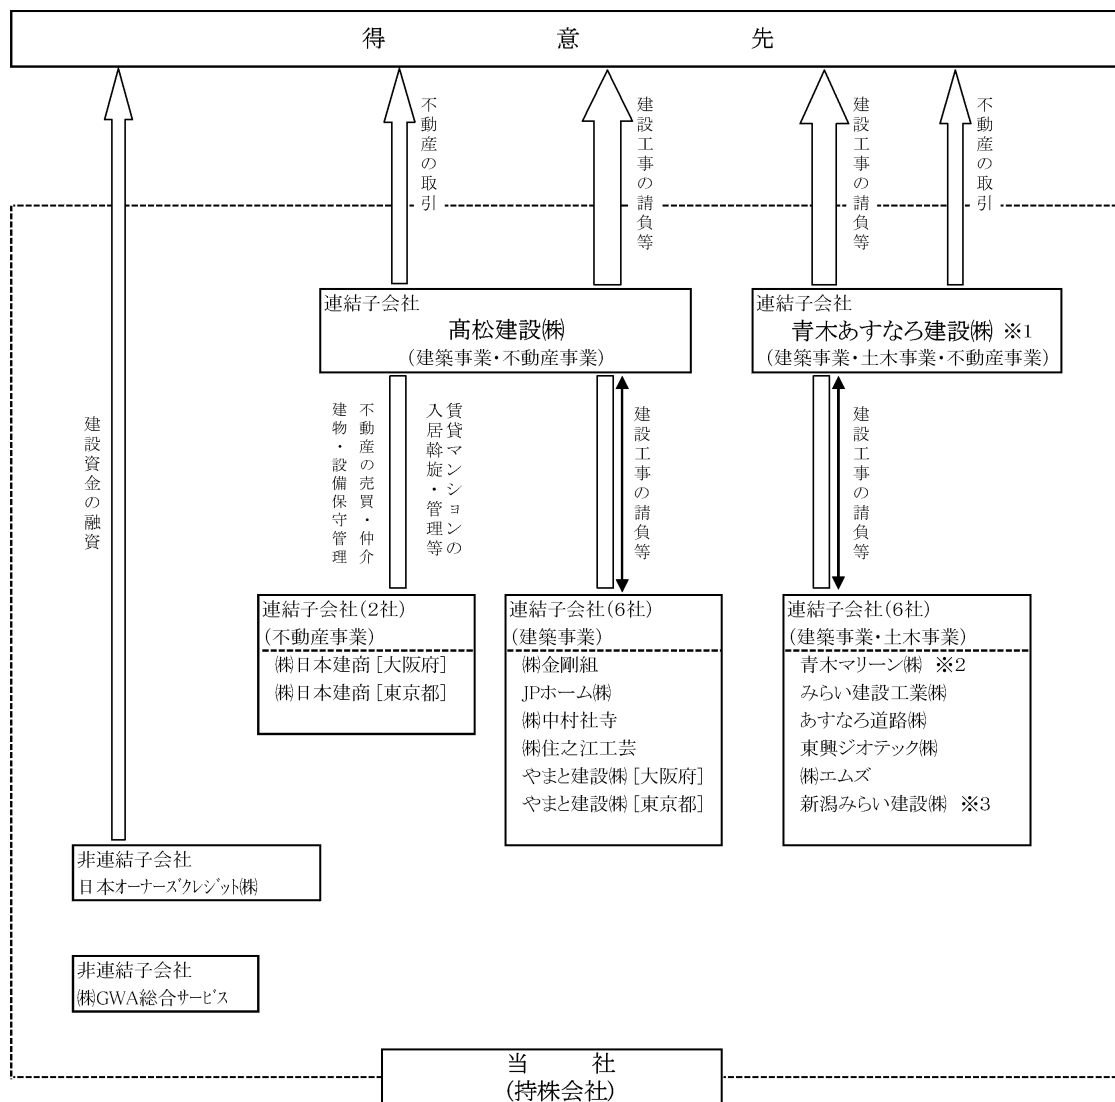 得意先
不動産の取引
建設工事の請負等
建設工事の請負等
不動産の取引
連結子会社
髙松建設㈱
(建築事業・不動産事業)
連結子会社
青木あすなろ建設㈱ ※1
(建築事業・土木事業・不動産事業)
建設資金の融資
賃貸マンションの
入居斡旋・管理等
不動産の売買・仲介
建物・設備保守管理
建設工事の請負等
建設工事の請負等
連結子会社(2社)
(不動産事業)
㈱日本建商 [大阪府]
㈱日本建商 [東京都]
連結子会社(6社)
(建築事業)
㈱金剛組
JPホーム㈱
㈱中村社寺
㈱住之江工芸
やまと建設㈱ [大阪府]
やまと建設㈱ [東京都]
連結子会社(6社)
(建築事業・土木事業)
青木マリーン㈱ ※2
みらい建設工業㈱
あすなろ道路㈱
東興ジオテック㈱
㈱エムズ
新潟みらい建設㈱ ※3
非連結子会社
日本オーナーズクレジット㈱
非連結子会社
㈱GWA総合サービス
当社
(持株会社)